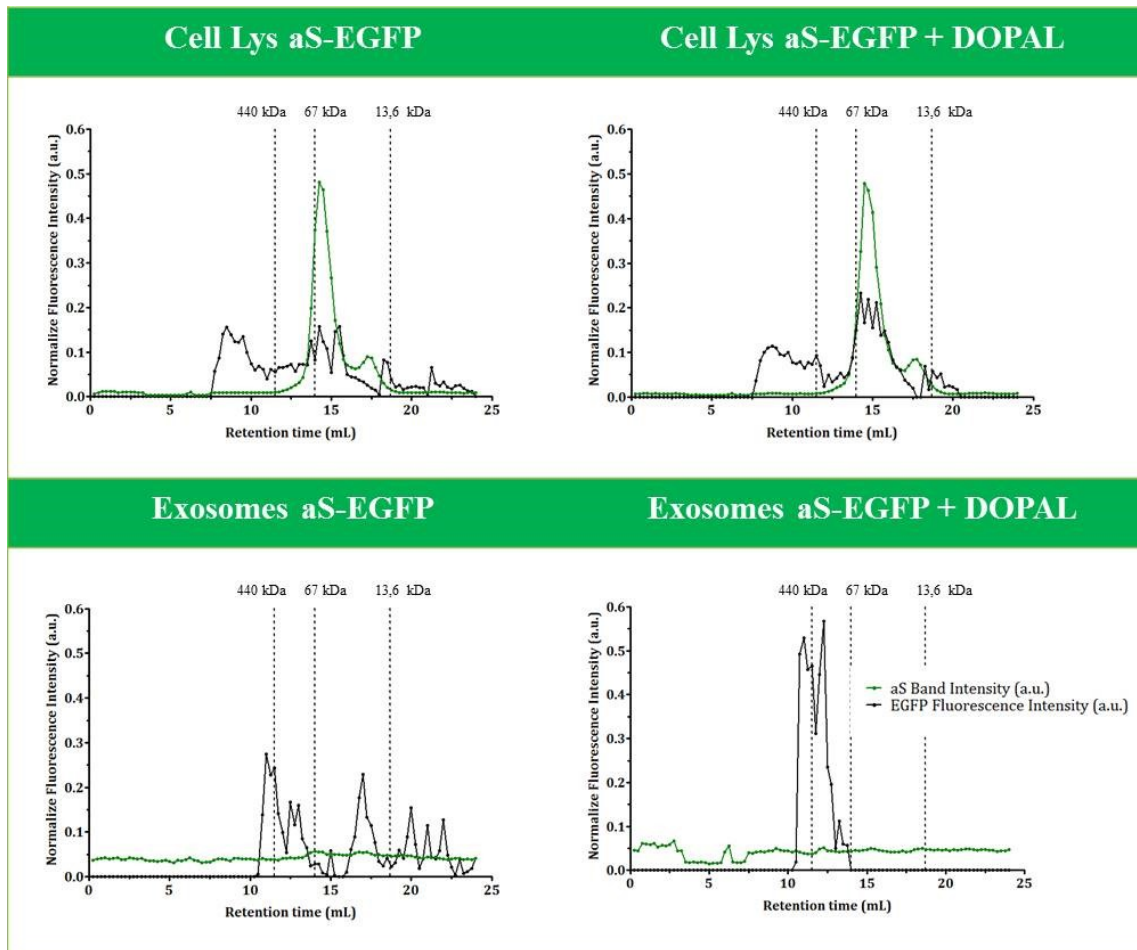 Cell Lys aS-EGFP
Cell Lys aS-EGFP + DOPAL
440 kDa 67 kDa 13,6 kDa
Normalize Fluorescence Intensity (a.u.)
0.6
0.5
0.4
0.3
0.2
0.1
0.0
0 5 10 15 20 25
Retention time (mL)
440 kDa 67 kDa 13,6 kDa
Normalize Fluorescence Intensity (a.u.)
0.6
0.5
0.4
0.3
0.2
0.1
0.0
0 5 10 15 20 25
Retention time (mL)
Exosomes aS-EGFP
Exosomes aS-EGFP + DOPAL
440 kDa 67 kDa 13,6 kDa
Normalize Fluorescence Intensity (a.u.)
0.6
0.5
0.4
0.3
0.2
0.1
0.0
0 5 10 15 20 25
Retention time (mL)
440 kDa 67 kDa 13,6 kDa
Normalize Fluorescence Intensity (a.u.)
0.6
0.5
0.4
0.3
0.2
0.1
0.0
0 5 10 15 20 25
Retention time (mL)
aS Band Intensity (a.u.)
EGFP Fluorescence Intensity (a.u.)